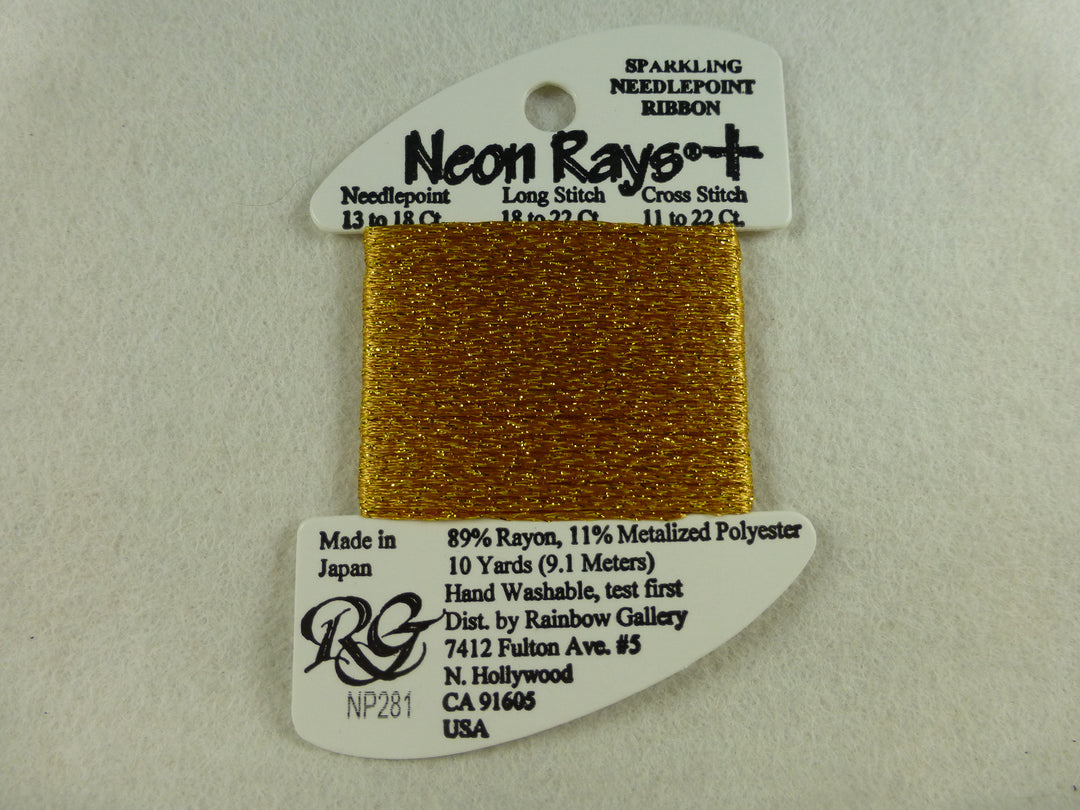 SPARKLING
NEEDLEPOINT
RIBBON
Neon Rays®+
Needlepoint Long Stitch Cross Stitch
13 to 18 Ct. 18 to 22 Ct. 11 to 22 Ct.
Made in
Japan
89% Rayon, 11% Metalized Polyester
10 Yards (9.1 Meters)
Hand Washable, test first
Dist. by Rainbow Gallery
7412 Fulton Ave. #5
N. Hollywood
CA 91605
USA
RG
NP281